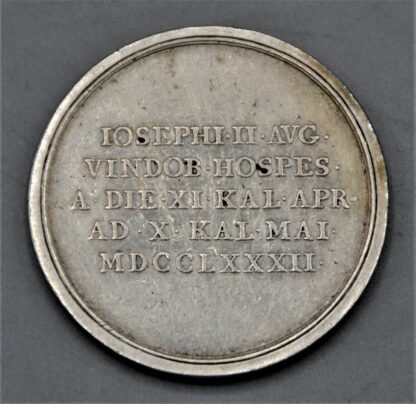 IOSEPHI·II·AVG·
VINDOB·HOSPES·
A·DIE·XI·KAL·APR·
AD·X·KAL·MAI·
MDCCLXXXII·